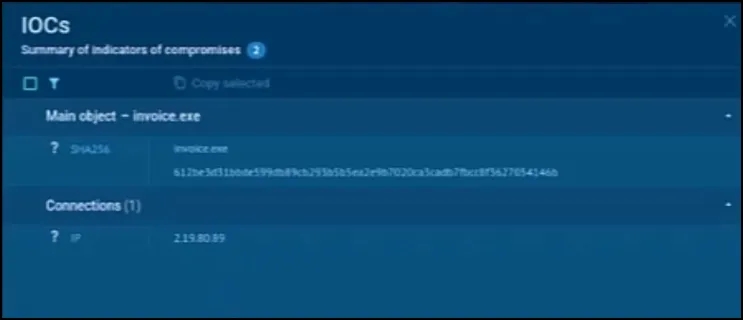 IOCs
Summary of indicators of compromises 2
Copy selected
Main object – invoice.exe
? SHA256 invoice.exe
612be3d31bbde599db89cb293b5b5ea2e9b7020ca3cadb7fbcc8f3627054146b
Connections (1)
? IP 2.19.80.89